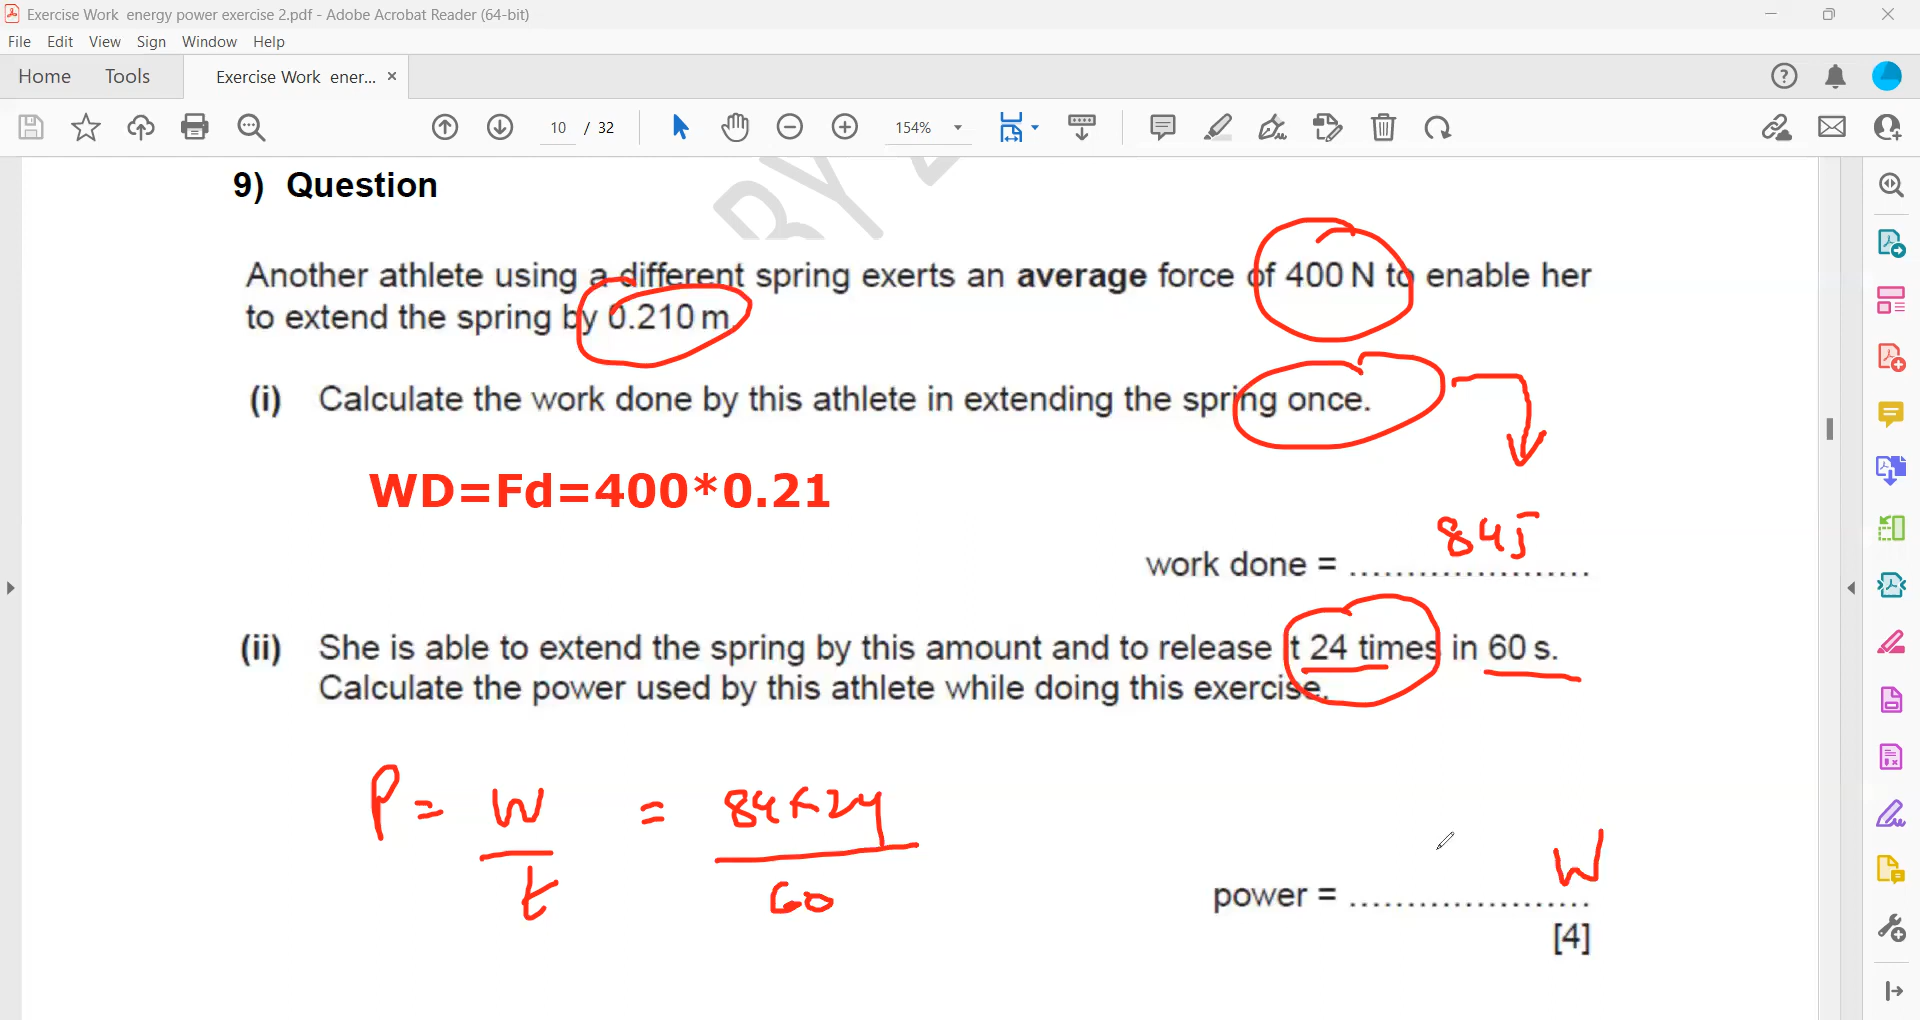 Exercise Work energy power exercise 2.pdf - Adobe Acrobat Reader (64-bit)
File Edit View Sign Window Help
Home Tools Exercise Work ener... ×
10 / 32 154%
BY
9) Question
Another athlete using a different spring exerts an average force of 400 N to enable her
to extend the spring by 0.210 m.
(i) Calculate the work done by this athlete in extending the spring once.
WD=Fd=400*0.21
84J
work done = .....................
(ii) She is able to extend the spring by this amount and to release it 24 times in 60 s.
Calculate the power used by this athlete while doing this exercise.
P = W = 84×24
t 60
W
power = .....................
[4]